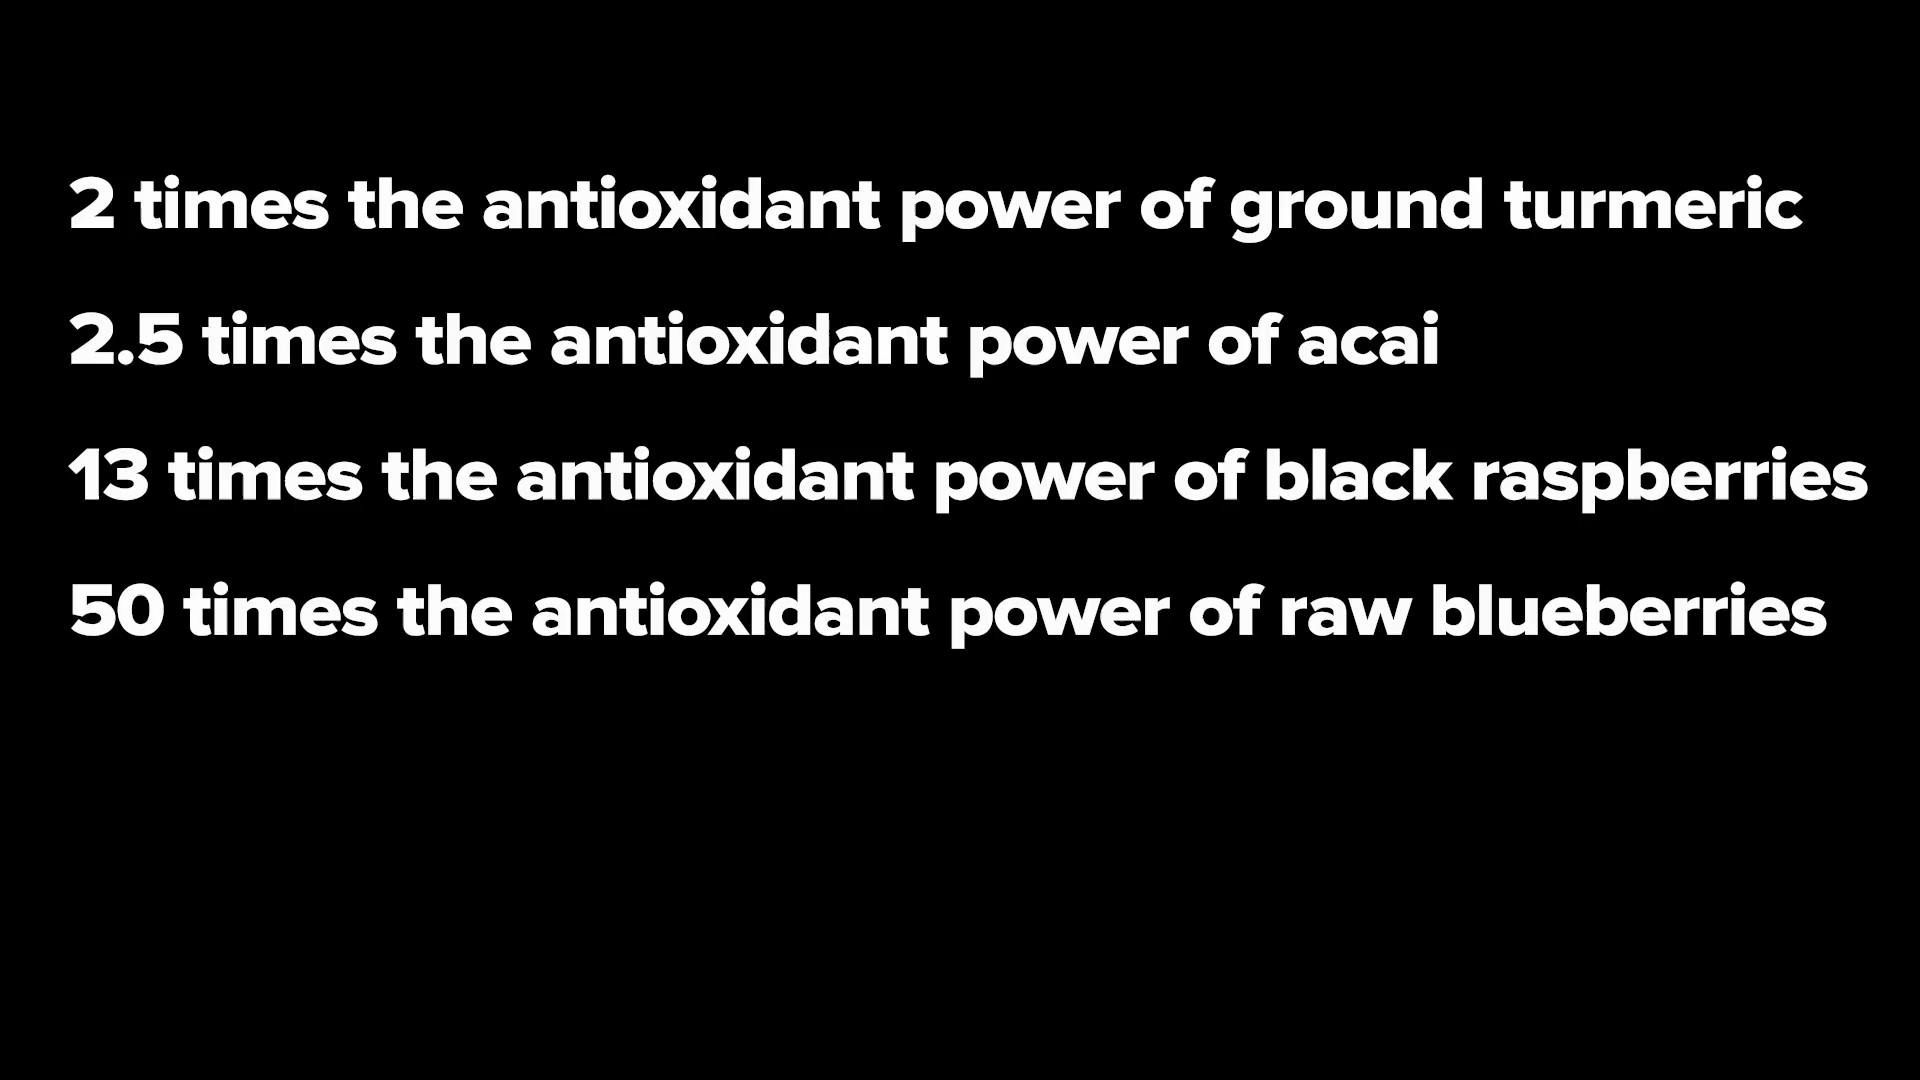 2 times the antioxidant power of ground turmeric
2.5 times the antioxidant power of acai
13 times the antioxidant power of black raspberries
50 times the antioxidant power of raw blueberries